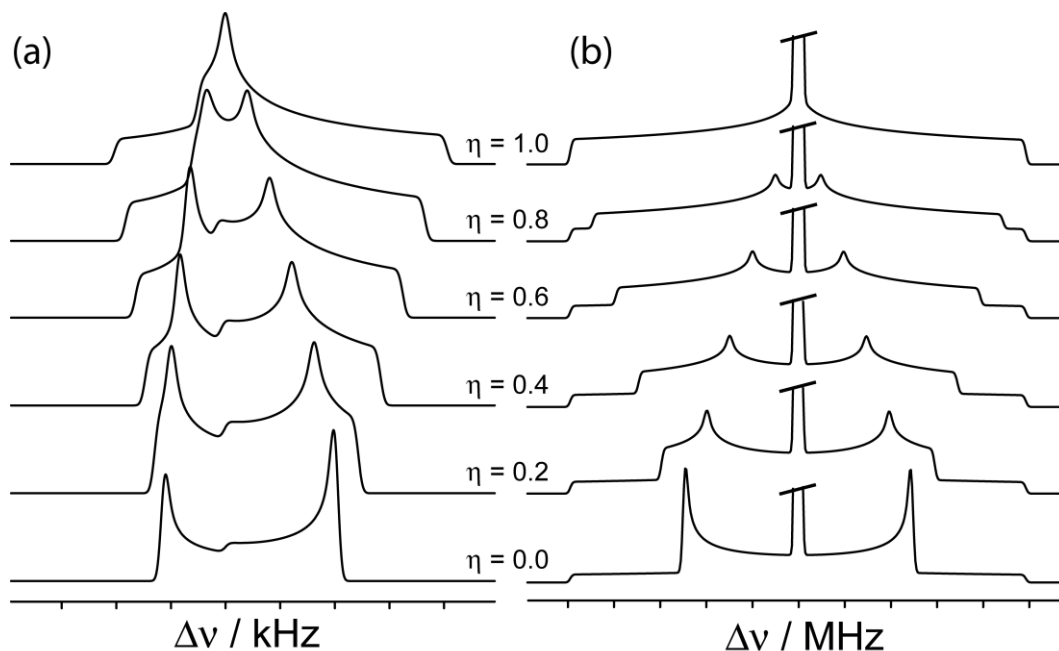 (a)
(b)
η = 1.0
η = 0.8
η = 0.6
η = 0.4
η = 0.2
η = 0.0
Δν / kHz
Δν / MHz